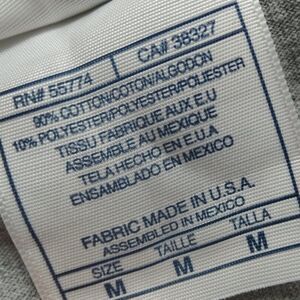 RN# 55774 CA# 38327
90% COTTON/COTON/ALGODON
10% POLYESTER/POLYESTER/POLIESTER
TISSU FABRIQUE AUX E.U
ASSEMBLE AU MEXIQUE
TELA HECHO EN E.U.A
ENSAMBLADO EN MEXICO
FABRIC MADE IN U.S.A.
ASSEMBLED IN MEXICO
SIZE TAILLE TALLA
M M M